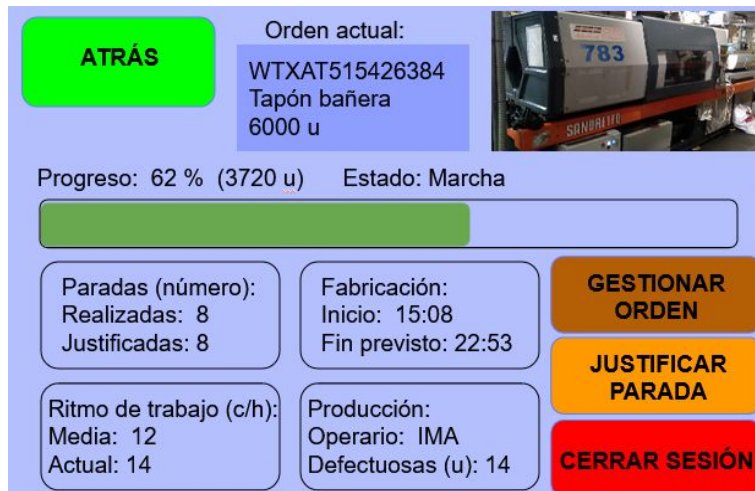 ATRÁS
Orden actual:
WTXAT515426384
Tapón bañera
6000 u
783
SANDRETTO
Progreso: 62 % (3720 u)
Estado: Marcha
Paradas (número):
Realizadas: 8
Justificadas: 8
Fabricación:
Inicio: 15:08
Fin previsto: 22:53
GESTIONAR
ORDEN
JUSTIFICAR
PARADA
Ritmo de trabajo (c/h):
Media: 12
Actual: 14
Producción:
Operario: IMA
Defectuosas (u): 14
CERRAR SESIÓN